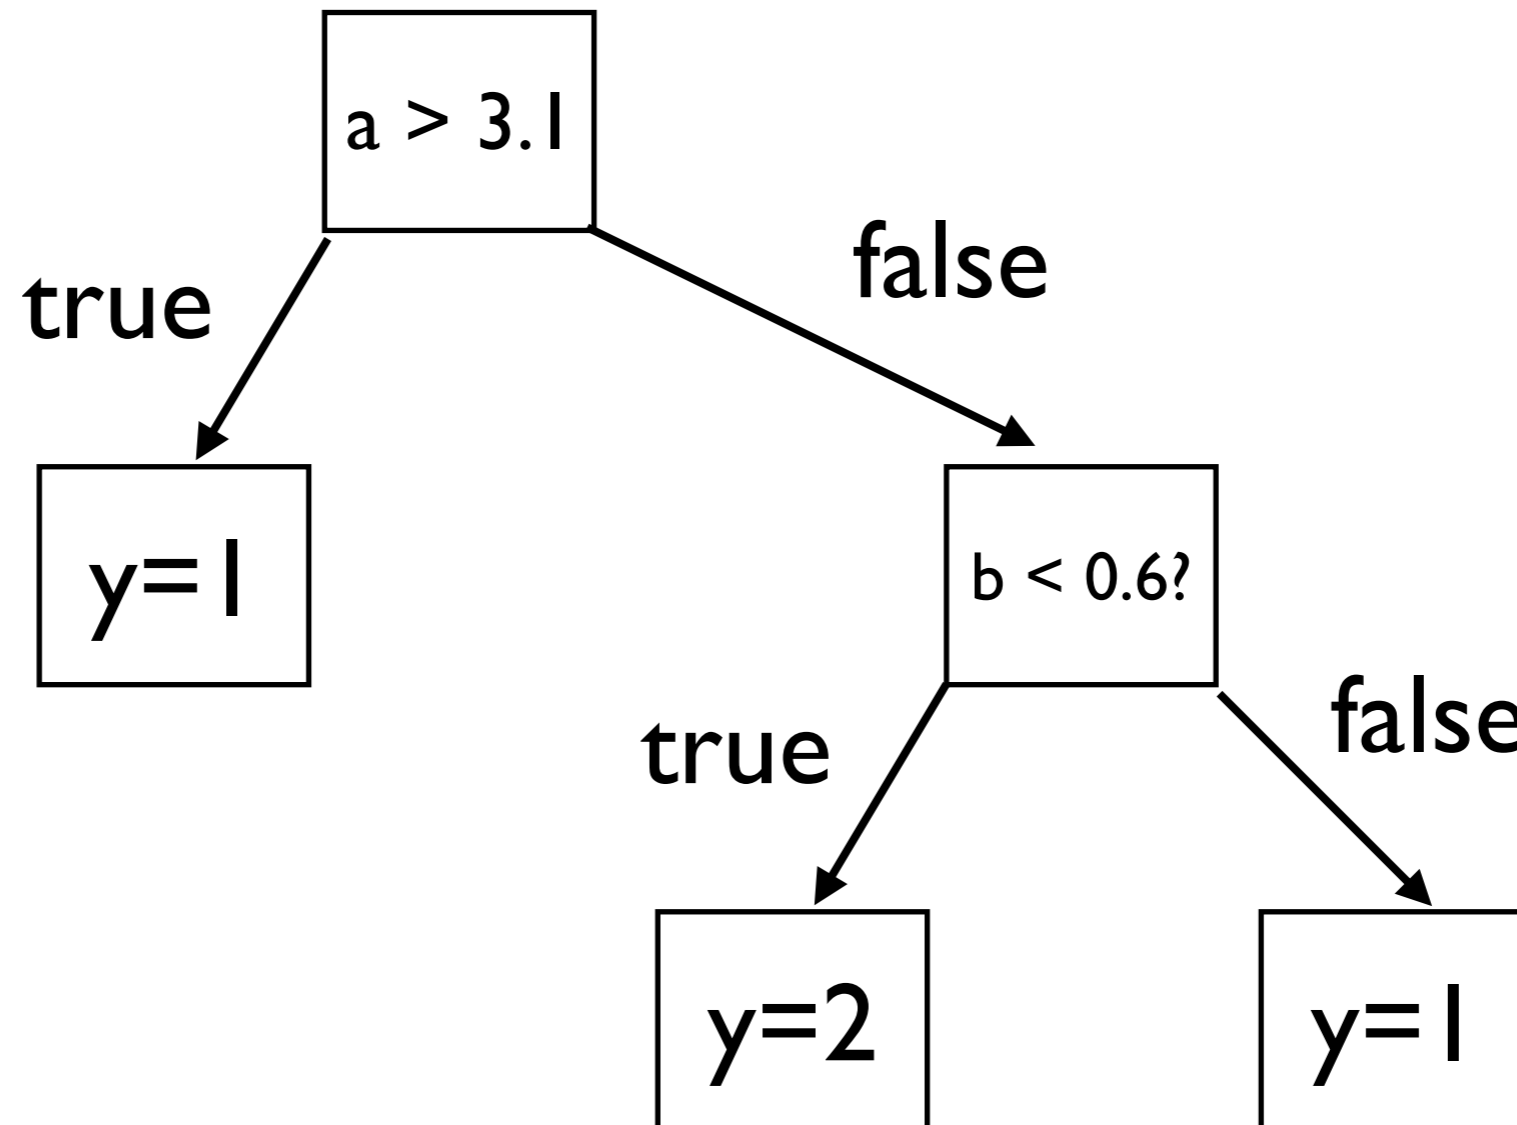 a > 3.1
true
false
y=1
b < 0.6?
true
false
y=2
y=1